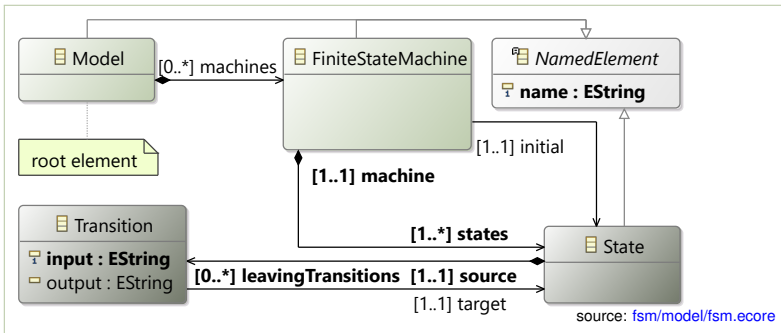 Model
[0..*] machines
FiniteStateMachine
NamedElement
name : EString
root element
[1..1] initial
[1..1] machine
Transition
input : EString
output : EString
[1..*] states
State
[0..*] leavingTransitions [1..1] source
[1..1] target
source: fsm/model/fsm.ecore